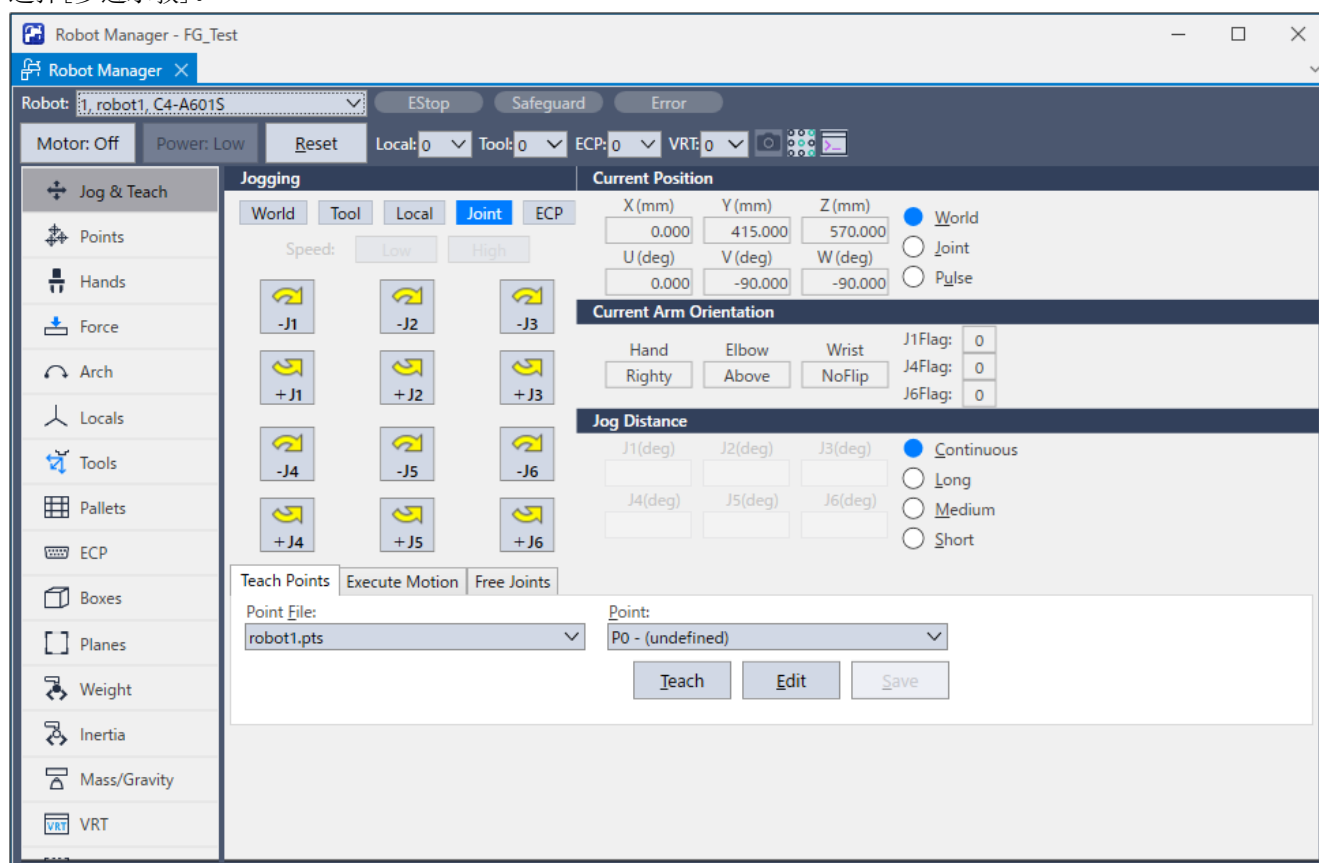 选择[步进示教]。
Robot Manager - FG_Test
Robot Manager
Robot: 1, robot1, C4-A601S EStop Safeguard Error
Motor: Off Power: Low Reset Local: 0 Tool: 0 ECP: 0 VRT: 0
Jog & Teach
Points
Hands
Force
Arch
Locals
Tools
Pallets
ECP
Boxes
Planes
Weight
Inertia
Mass/Gravity
VRT
VRT
Jogging
World Tool Local Joint ECP
Speed: Low High
-J1 -J2 -J3
+J1 +J2 +J3
-J4 -J5 -J6
+J4 +J5 +J6
Current Position
X (mm) Y (mm) Z (mm)
0.000 415.000 570.000
U (deg) V (deg) W (deg)
0.000 -90.000 -90.000
World
Joint
Pulse
Current Arm Orientation
Hand Elbow Wrist
Righty Above NoFlip
J1Flag: 0
J4Flag: 0
J6Flag: 0
Jog Distance
J1(deg) J2(deg) J3(deg)
J4(deg) J5(deg) J6(deg)
Continuous
Long
Medium
Short
Teach Points Execute Motion Free Joints
Point File: Point:
robot1.pts P0 - (undefined)
Teach Edit Save